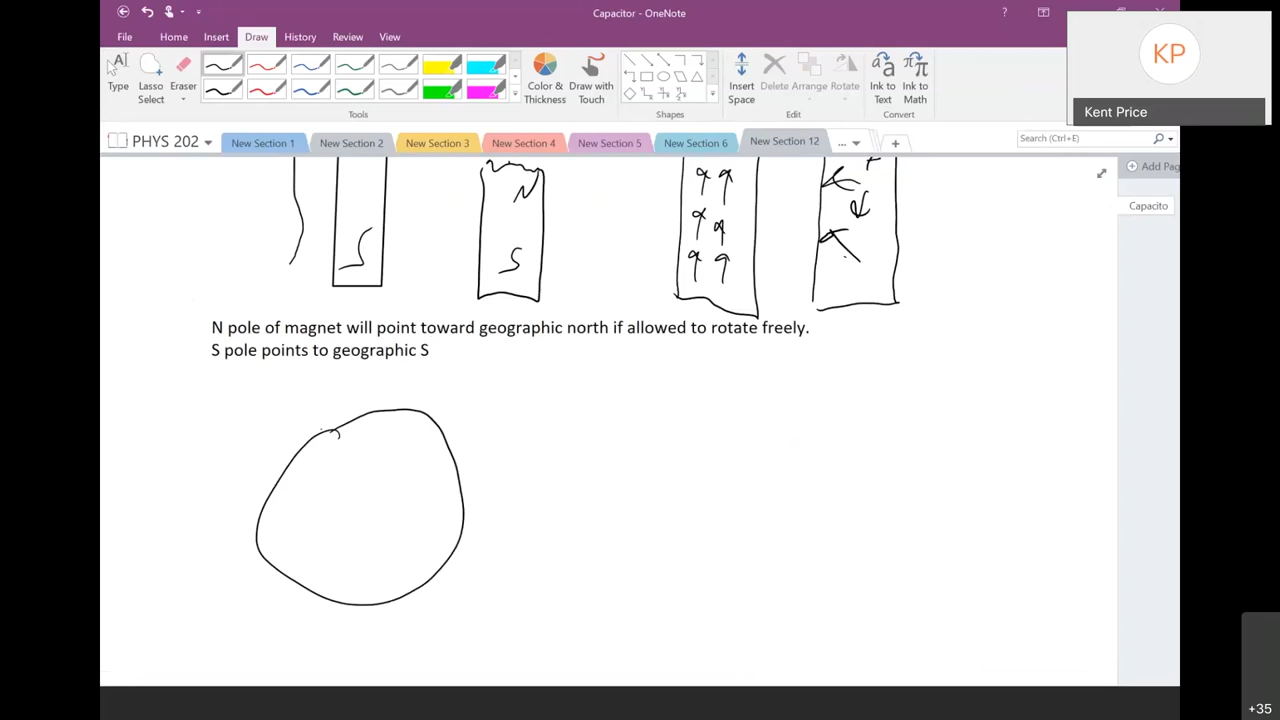 Capacitor - OneNote
?
KP
Kent Price
File Home Insert Draw History Review View
Type
Lasso Select
Eraser
Color & Thickness
Draw with Touch
Insert Space
Delete
Arrange
Rotate
Ink to Text
Ink to Math
Tools
Shapes
Edit
Convert
PHYS 202
New Section 1
New Section 2
New Section 3
New Section 4
New Section 5
New Section 6
New Section 12
...
Search (Ctrl+E)
Add Pag
Capacito
N
S
S
N pole of magnet will point toward geographic north if allowed to rotate freely.
S pole points to geographic S
+35